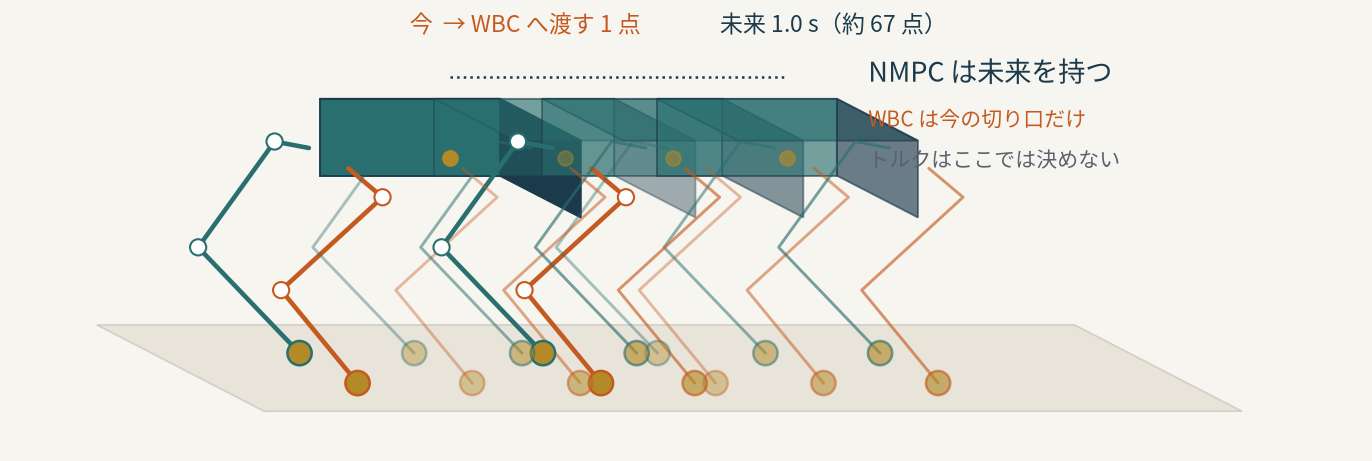 今 → WBC へ渡す 1 点
未来 1.0 s（約 67 点）
NMPC は未来を持つ
WBC は今の切り口だけ
トルクはここでは決めない